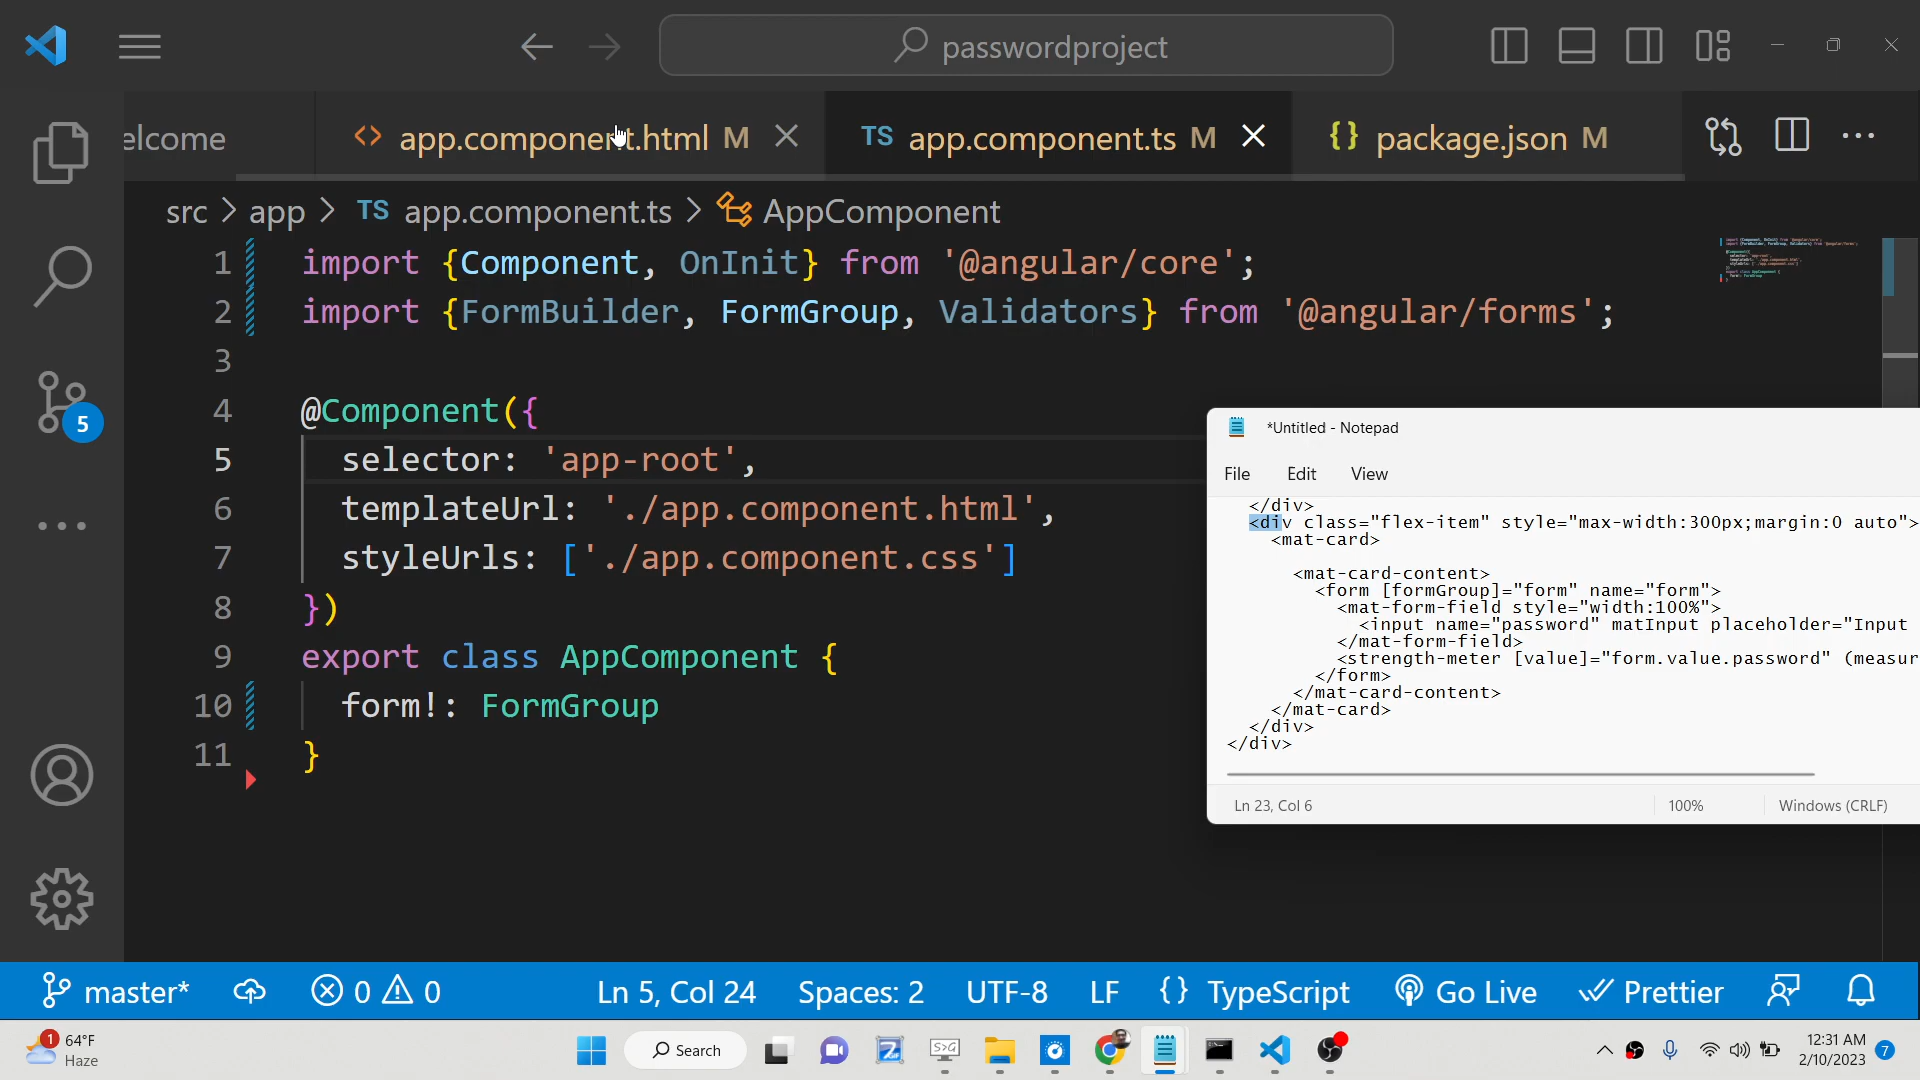 passwordproject
elcome
app.component.html M
TS app.component.ts M
{} package.json M
src > app > TS app.component.ts > AppComponent
1 import {Component, OnInit} from '@angular/core';
2 import {FormBuilder, FormGroup, Validators} from '@angular/forms';
3
4 @Component({
5 selector: 'app-root',
6 templateUrl: './app.component.html',
7 styleUrls: ['./app.component.css']
8 })
9 export class AppComponent {
10 form!: FormGroup
11 }
5
*Untitled - Notepad
File Edit View
</div>
<div class="flex-item" style="max-width:300px;margin:0 auto">
<mat-card>
<mat-card-content>
<form [formGroup]="form" name="form">
<mat-form-field style="width:100%">
<input name="password" matInput placeholder="Input
</mat-form-field>
<strength-meter [value]="form.value.password" (measur
</form>
</mat-card-content>
</mat-card>
</div>
</div>
Ln 23, Col 6 100% Windows (CRLF)
master* 0 0 Ln 5, Col 24 Spaces: 2 UTF-8 LF {} TypeScript Go Live Prettier
1 64°F
Haze
Search
12:31 AM
2/10/2023 7